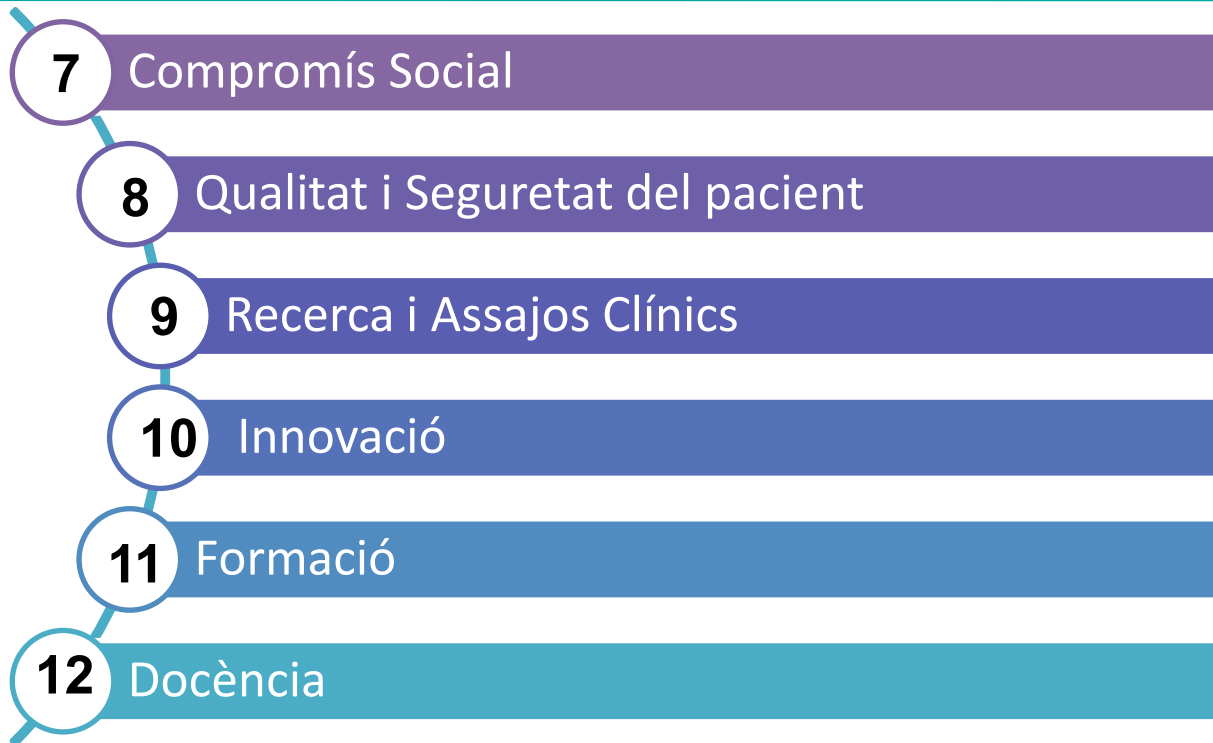 7 Compromís Social
8 Qualitat i Seguretat del pacient
9 Recerca i Assajos Clínics
10 Innovació
11 Formació
12 Docència